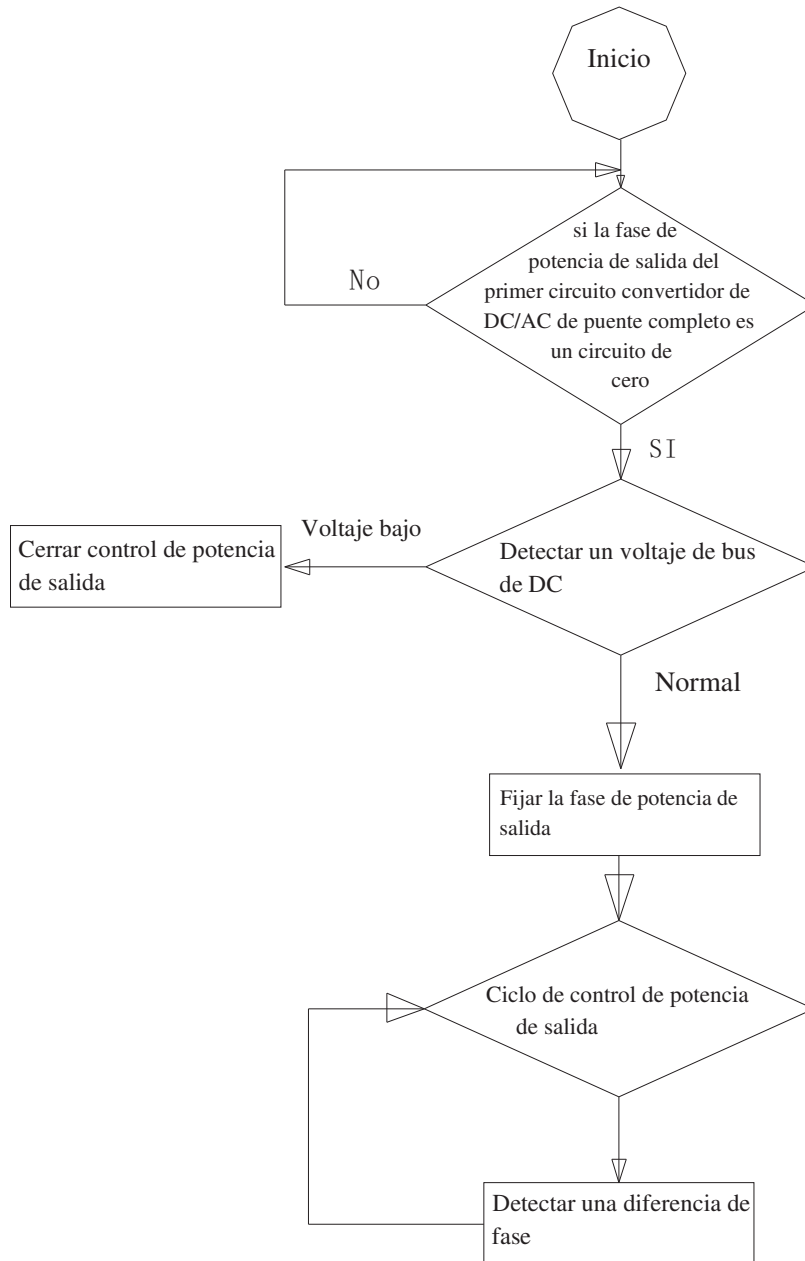 Inicio
si la fase de
potencia de salida del
primer circuito convertidor de
DC/AC de puente completo es
un circuito de
cero
No
SI
Voltaje bajo
Cerrar control de potencia
de salida
Detectar un voltaje de bus
de DC
Normal
Fijar la fase de potencia de
salida
Ciclo de control de potencia
de salida
Detectar una diferencia de
fase